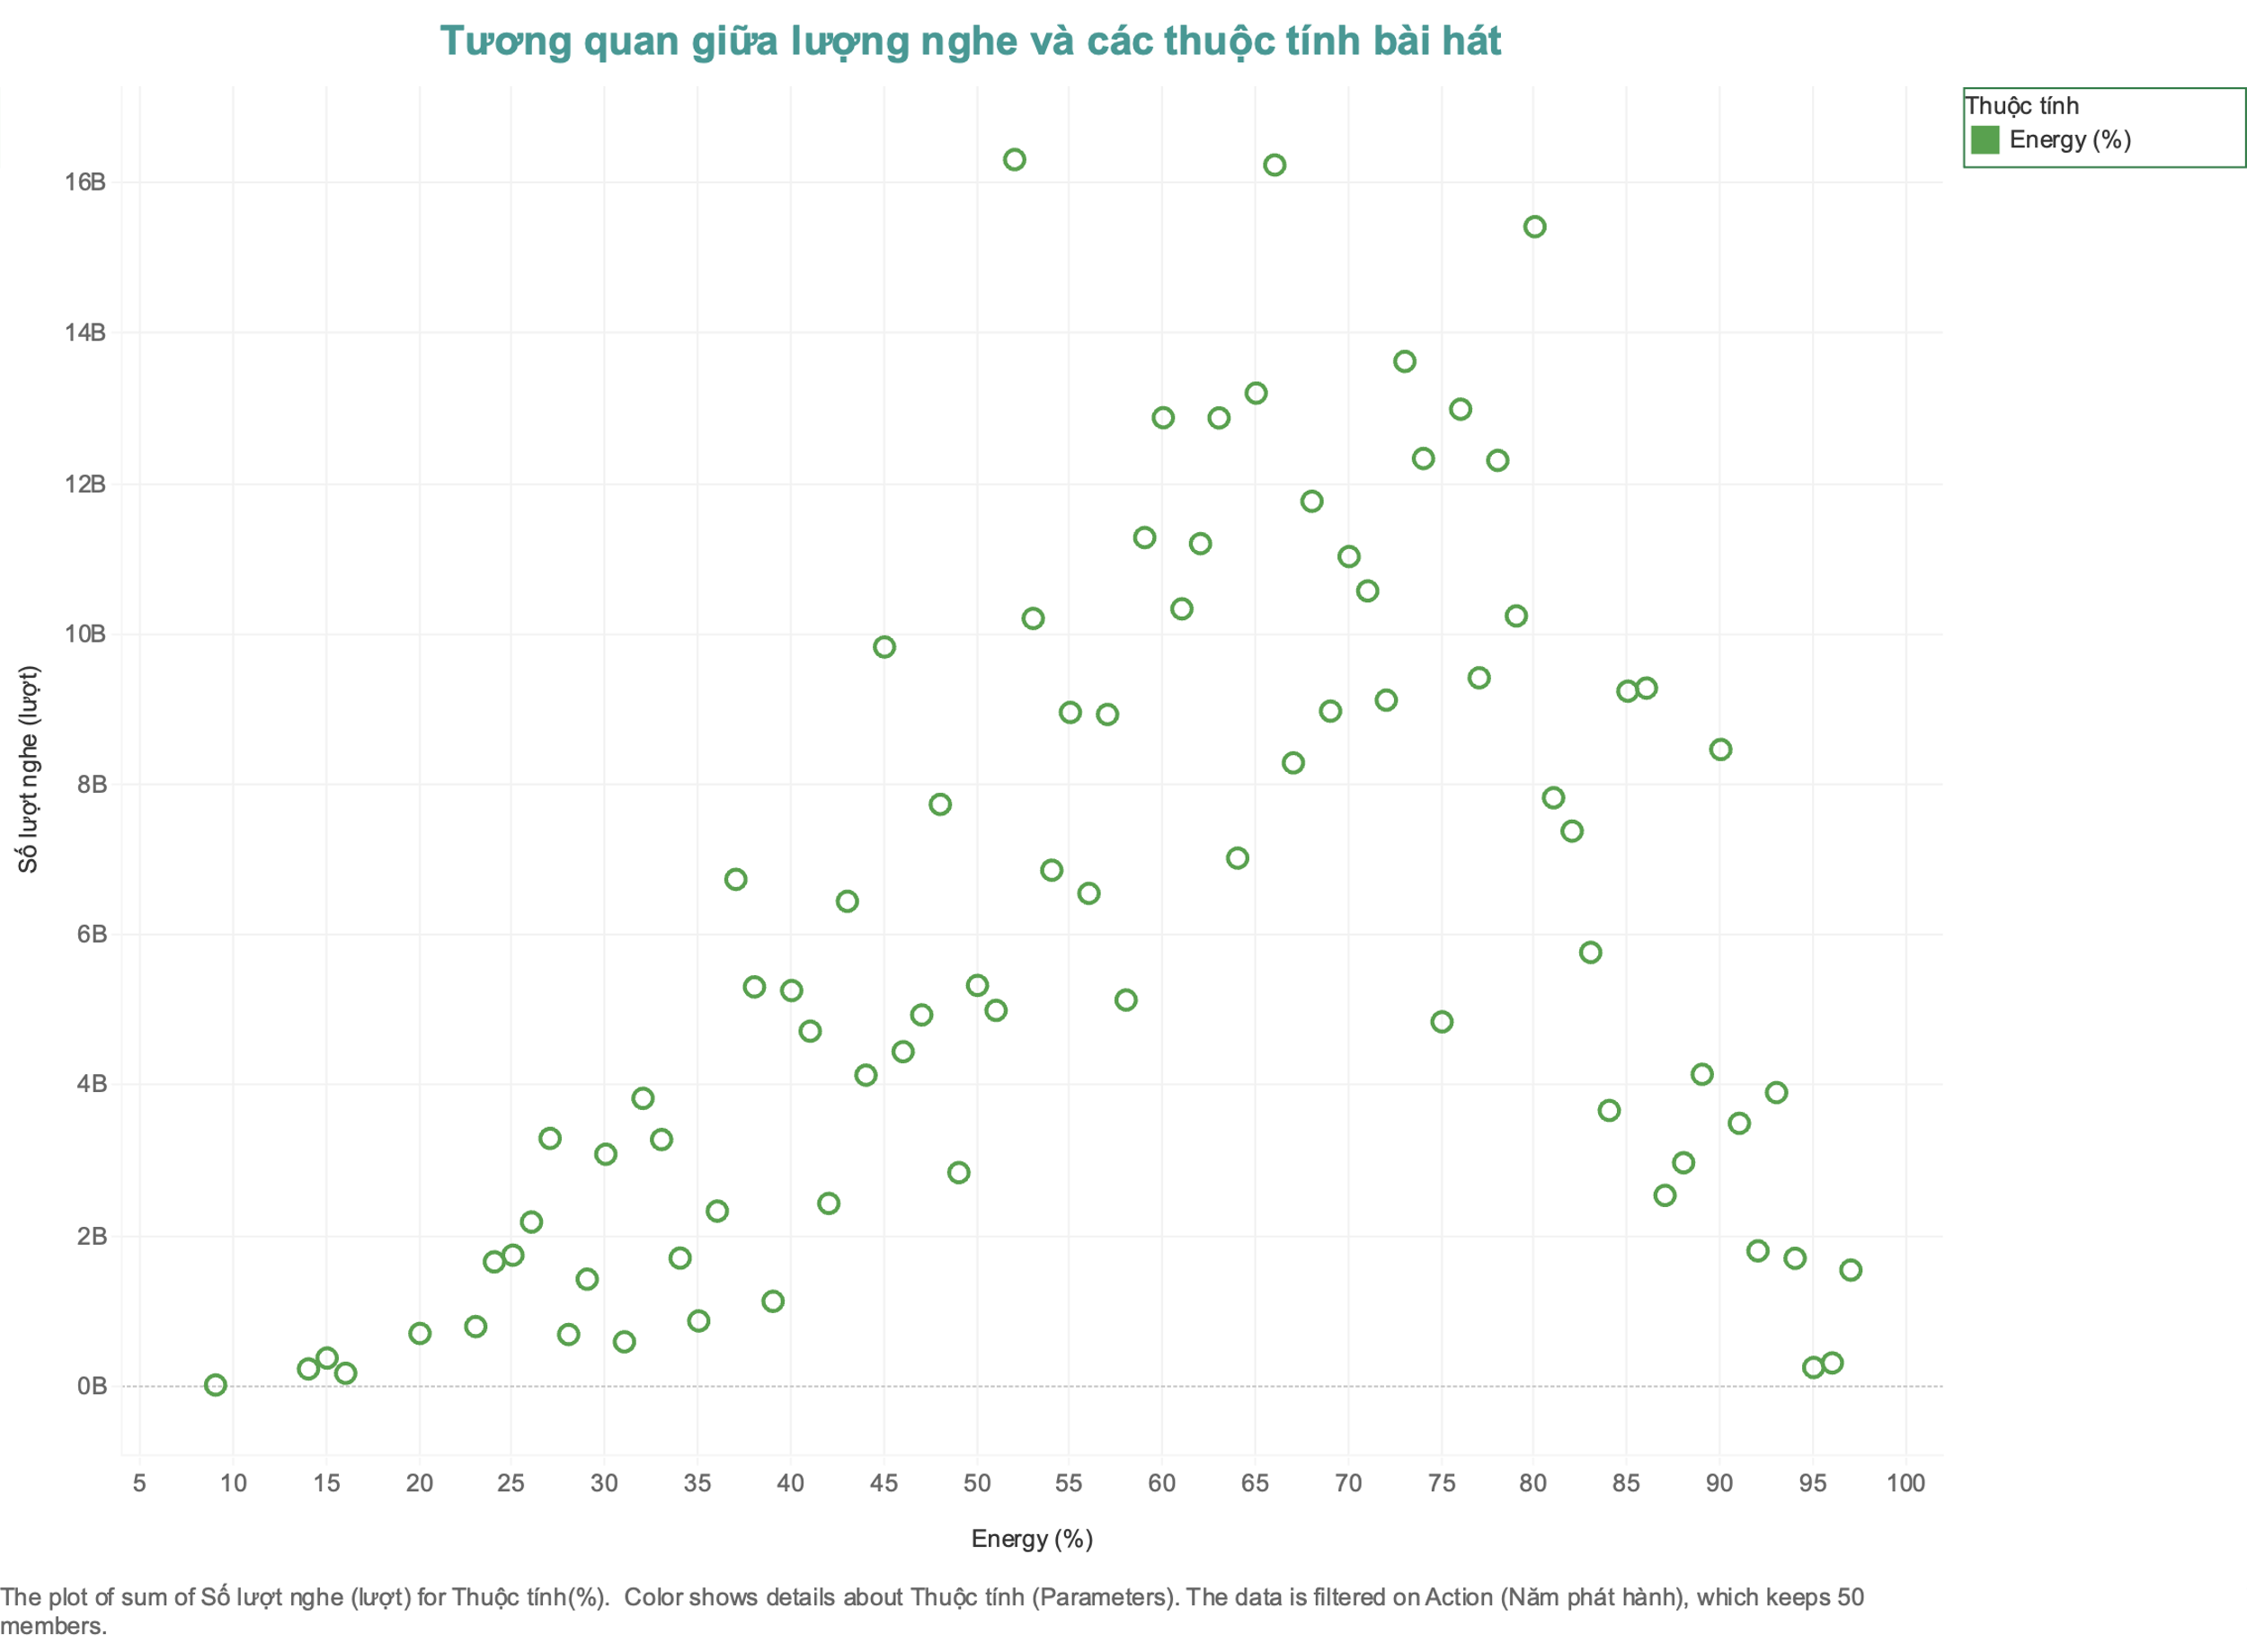 Tương quan giữa lượng nghe và các thuộc tính bài hát
Thuộc tính
Energy (%)
16B
14B
12B
10B
8B
6B
4B
2B
0B
Số lượt nghe (lượt)
5 10 15 20 25 30 35 40 45 50 55 60 65 70 75 80 85 90 95 100
Energy (%)
The plot of sum of Số lượt nghe (lượt) for Thuộc tính(%).  Color shows details about Thuộc tính (Parameters). The data is filtered on Action (Năm phát hành), which keeps 50
members.